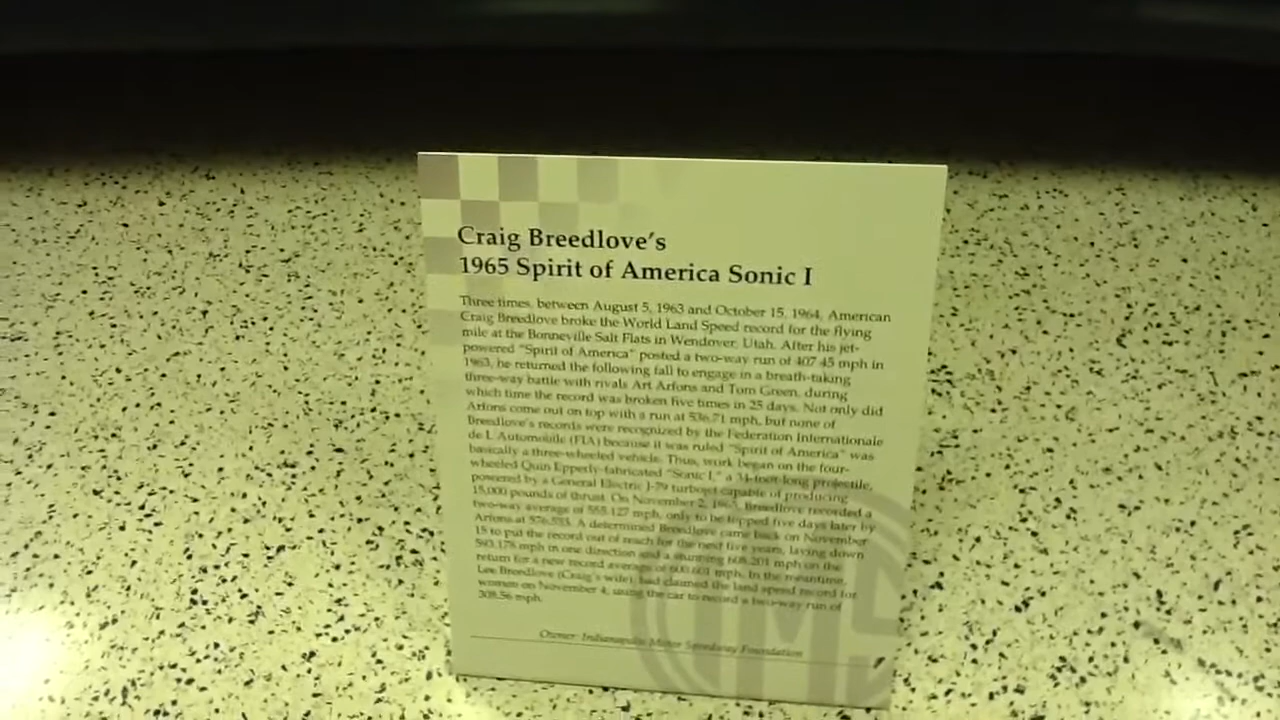 Craig Breedlove's
1965 Spirit of America Sonic I
Three times, between August 5, 1963 and October 15, 1964, American
Craig Breedlove broke the World Land Speed record for the flying
mile at the Bonneville Salt Flats in Wendover, Utah. After his jet-
powered "Spirit of America" posted a two-way run of 407.45 mph in
1963, he returned the following fall to engage in a breath-taking
three-way battle with rivals Art Arfons and Tom Green, during
which time the record was broken five times in 25 days. Not only did
Arfons come out on top with a run at 536.71 mph, but none of
Breedlove's records were recognized by the Federation Internationale
de L'Automobile (FIA) because it was ruled "Spirit of America" was
basically a three-wheeled vehicle. Thus, work began on the four-
wheeled Quin Epperly-fabricated "Sonic I," a 34-foot-long projectile,
powered by a General Electric J-79 turbojet capable of producing
15,000 pounds of thrust. On November 2, 1965, Breedlove recorded a
two-way average of 555.127 mph, only to be topped five days later by
Arfons at 576.553. A determined Breedlove came back on November
15 to put the record out of reach for the next five years, laying down
593.178 mph in one direction and a stunning 608.201 mph on the
return for a new record average of 600.601 mph. In the meantime,
Lee Breedlove (Craig's wife), had claimed the land speed record for
women on November 4, using the car to record a two-way run of
308.56 mph.
Owner: Indianapolis Motor Speedway Foundation
IMS